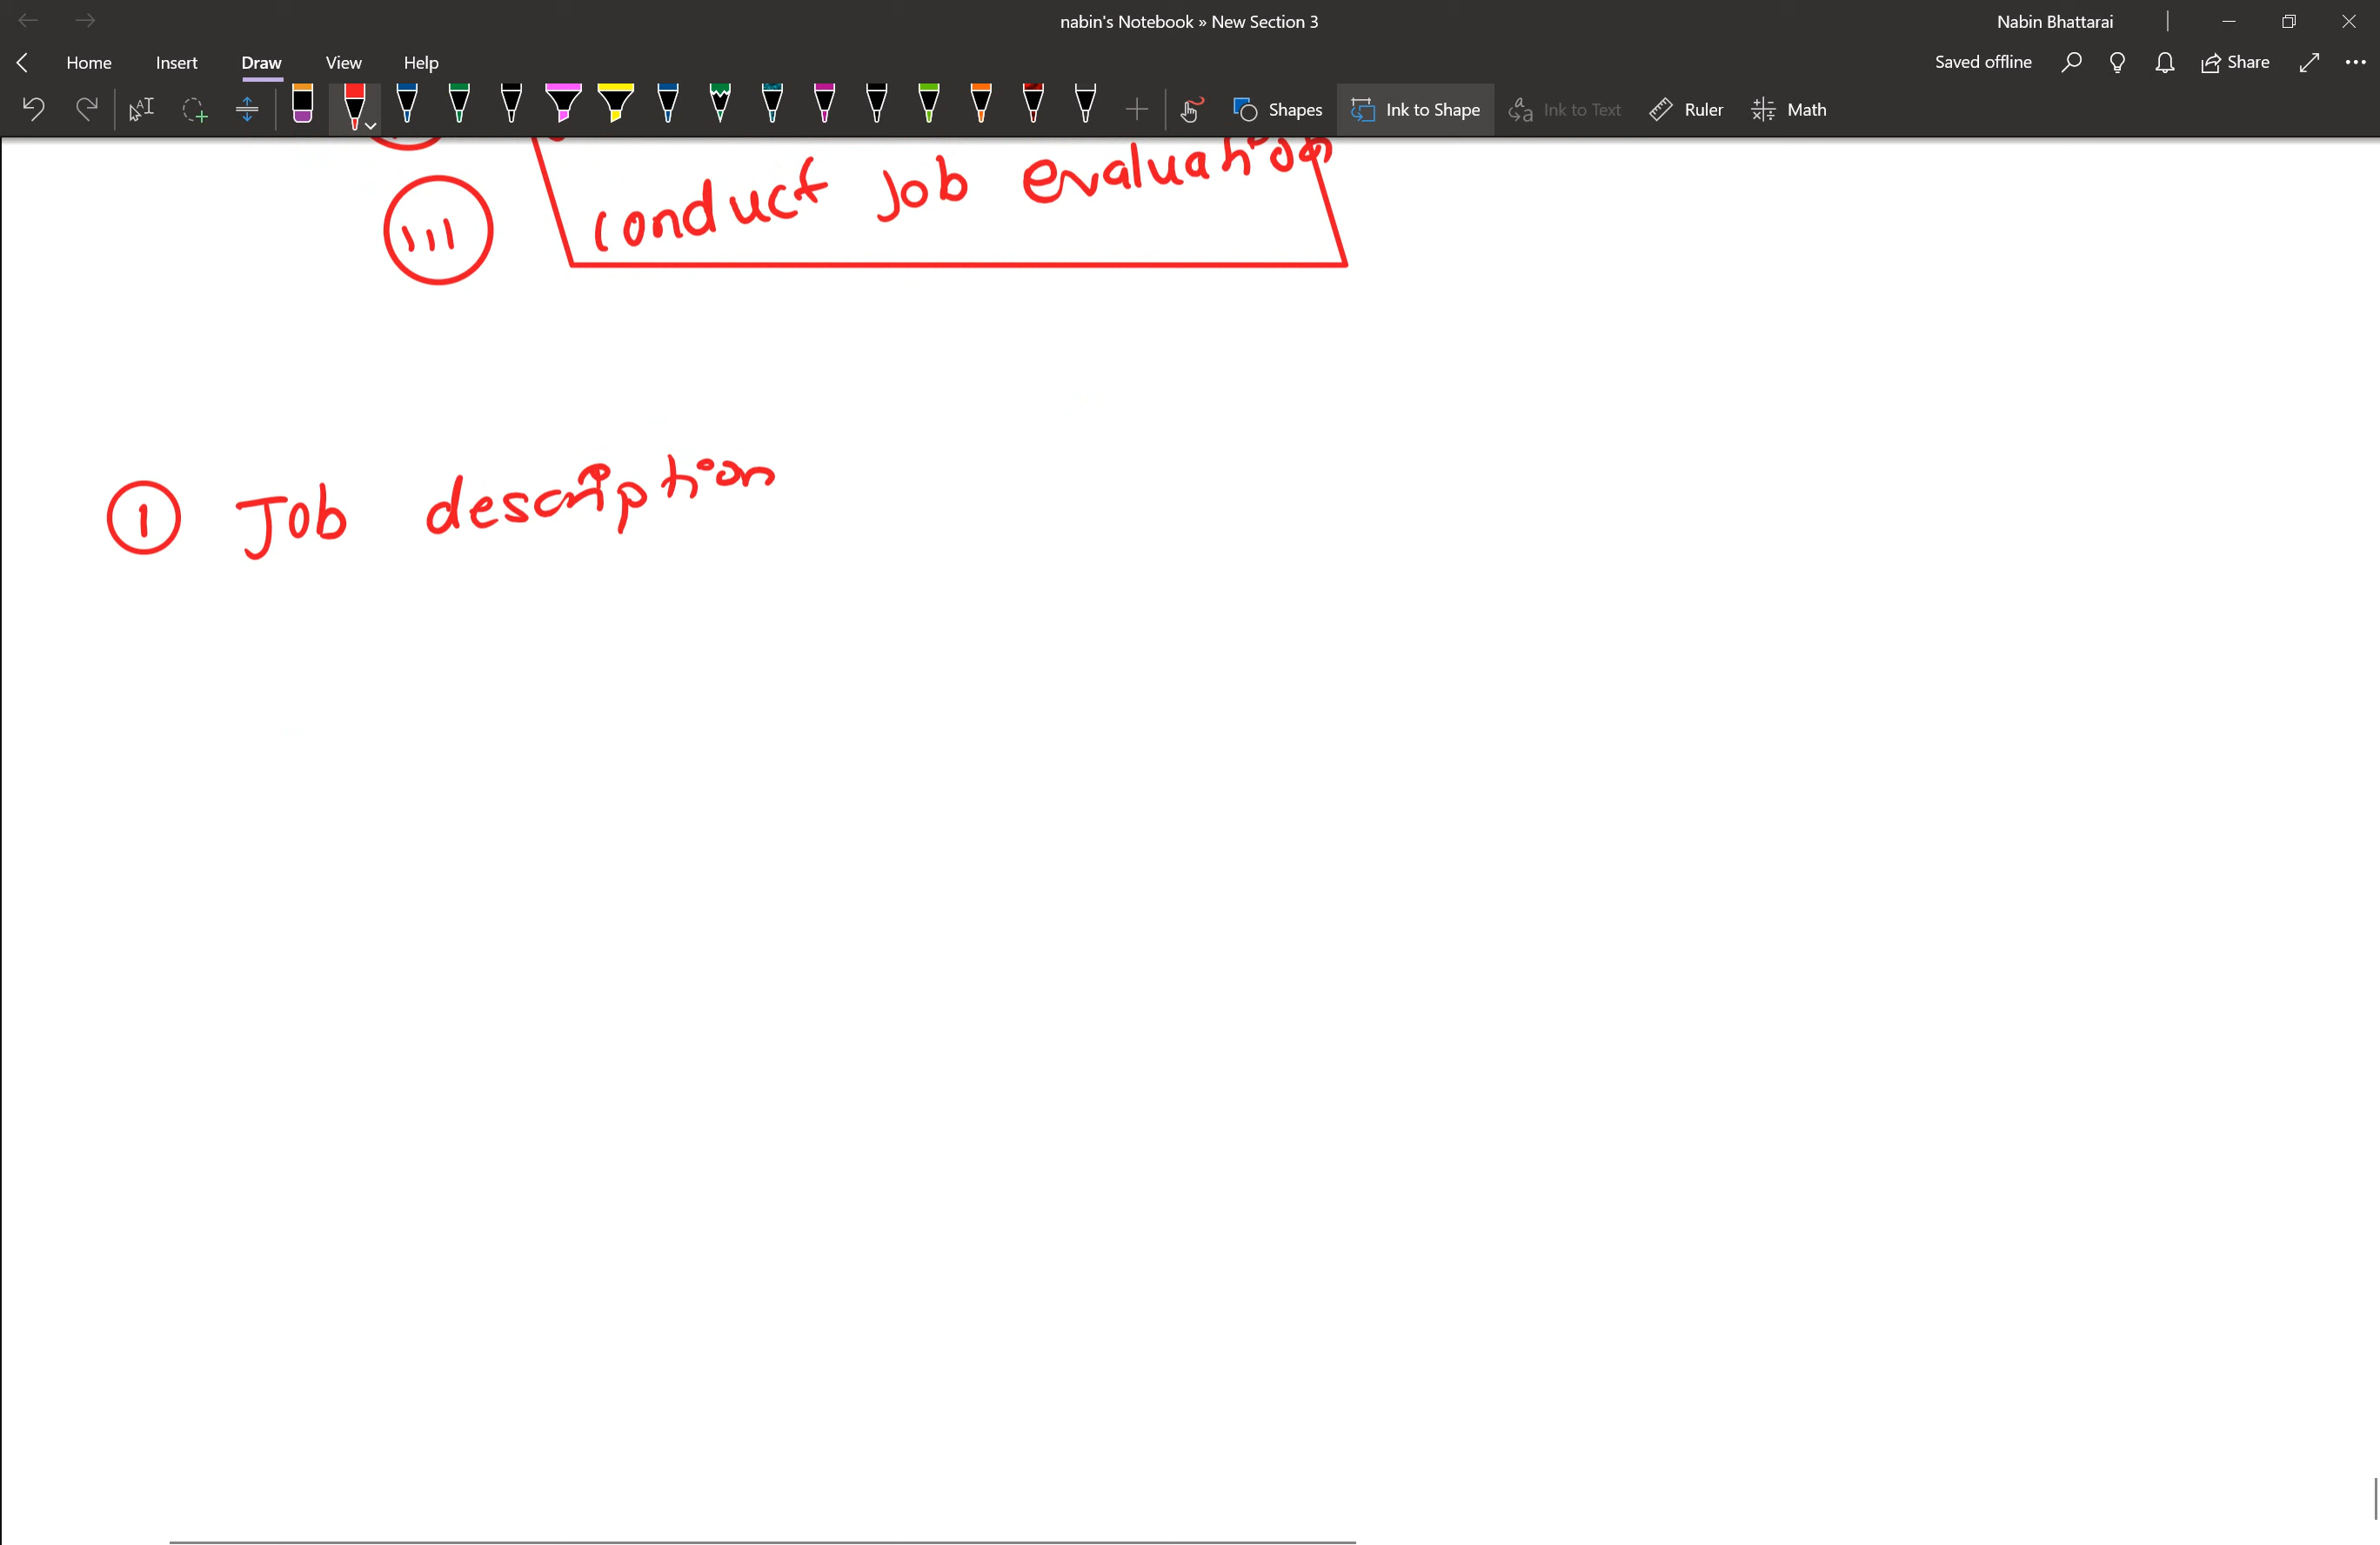 nabin's Notebook » New Section 3
Nabin Bhattarai
Home Insert Draw View Help
Saved offline
Share
Shapes
Ink to Shape
Ink to Text
Ruler
Math
III conduct Job evaluation
1 Job description